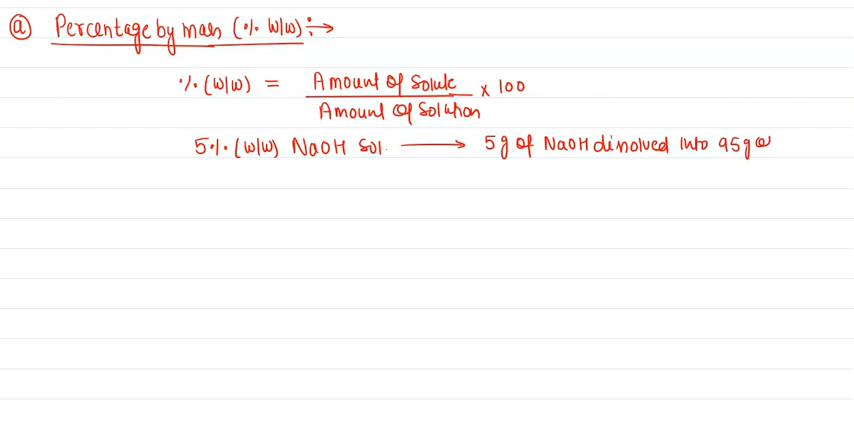 ⓐ Percentage by mass (% W/W) :→
% (W/W) = Amount of Solute / Amount of Solution × 100
5% (W/W) NaOH Sol. → 5g of NaOH dissolved into 95g